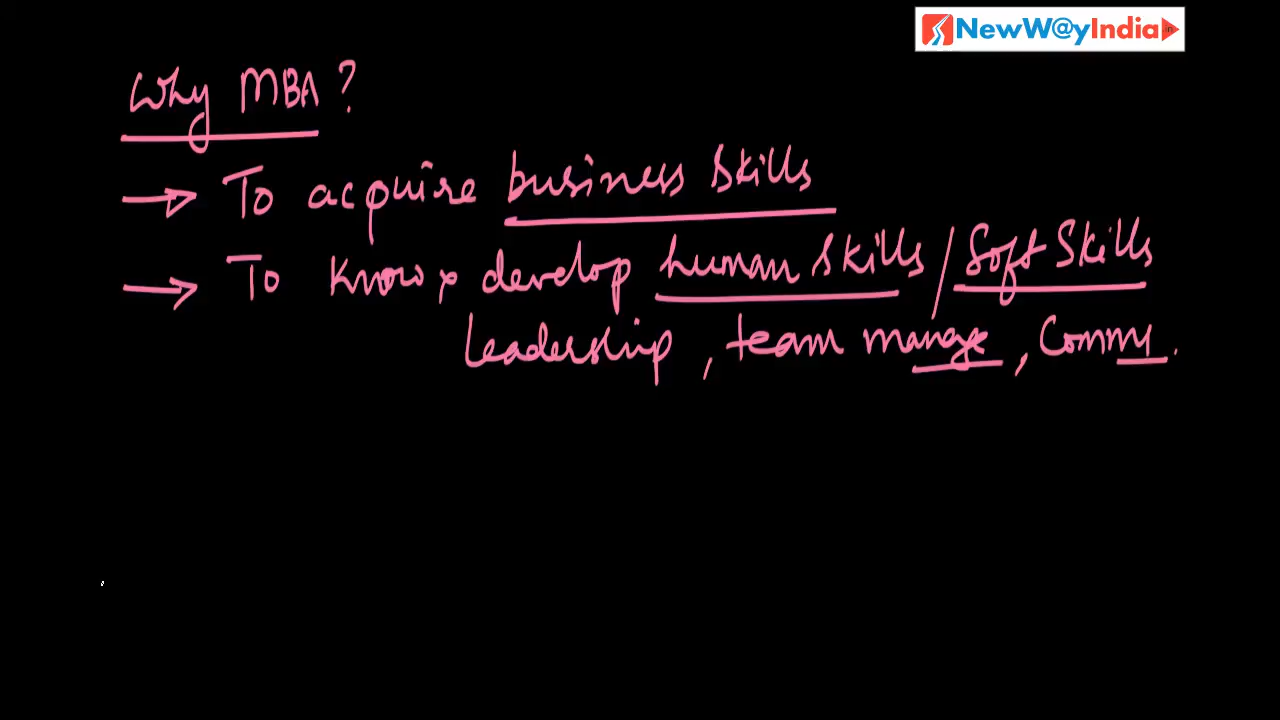 NewW@yIndia.in
Why MBA?
→ To acquire business skills
→ To know & develop human skills / Soft Skills
leadership, team manage, Comm